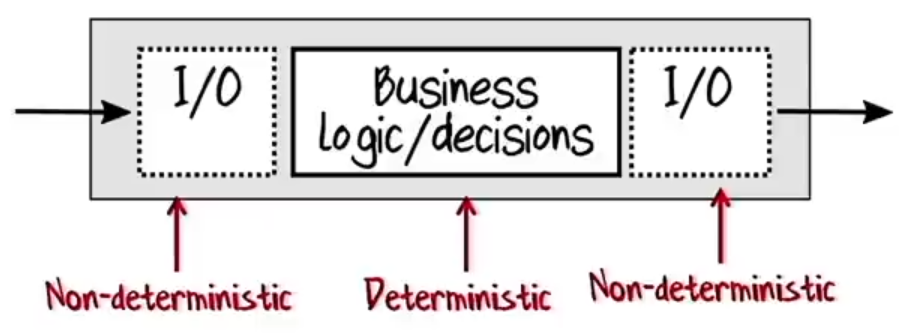 I/O
Business
logic/decisions
I/O
Non-deterministic
Deterministic
Non-deterministic